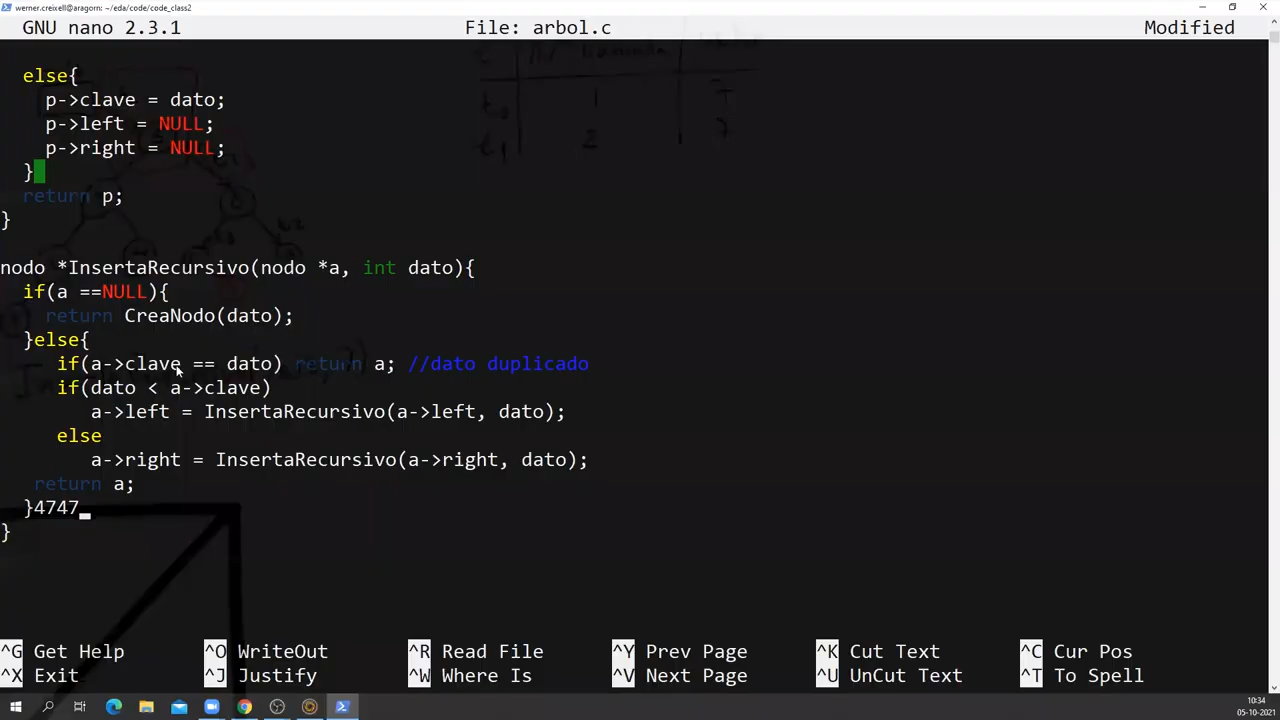 werner.creixell@aragorn: ~/eda/code/code_class2
GNU nano 2.3.1 File: arbol.c Modified
else{
p->clave = dato;
p->left = NULL;
p->right = NULL;
}
return p;
}
nodo *InsertaRecursivo(nodo *a, int dato){
if(a ==NULL){
return CreaNodo(dato);
}else{
if(a->clave == dato) return a; //dato duplicado
if(dato < a->clave)
a->left = InsertaRecursivo(a->left, dato);
else
a->right = InsertaRecursivo(a->right, dato);
return a;
}4747
}
^G Get Help ^O WriteOut ^R Read File ^Y Prev Page ^K Cut Text ^C Cur Pos
^X Exit ^J Justify ^W Where Is ^V Next Page ^U UnCut Text ^T To Spell
10:34
05-10-2021